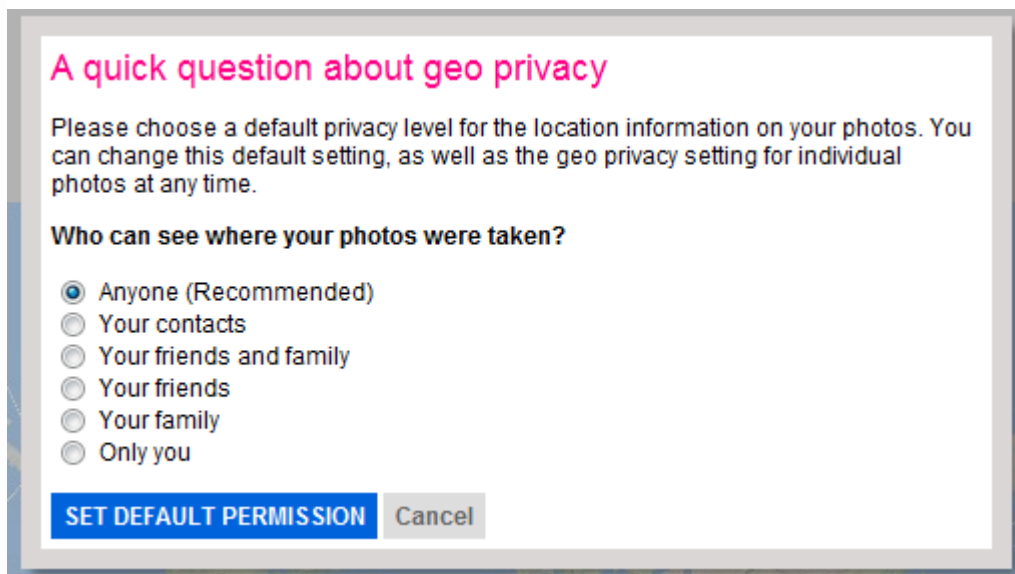 A quick question about geo privacy
Please choose a default privacy level for the location information on your photos. You
can change this default setting, as well as the geo privacy setting for individual
photos at any time.
Who can see where your photos were taken?
Anyone (Recommended)
Your contacts
Your friends and family
Your friends
Your family
Only you
SET DEFAULT PERMISSION Cancel